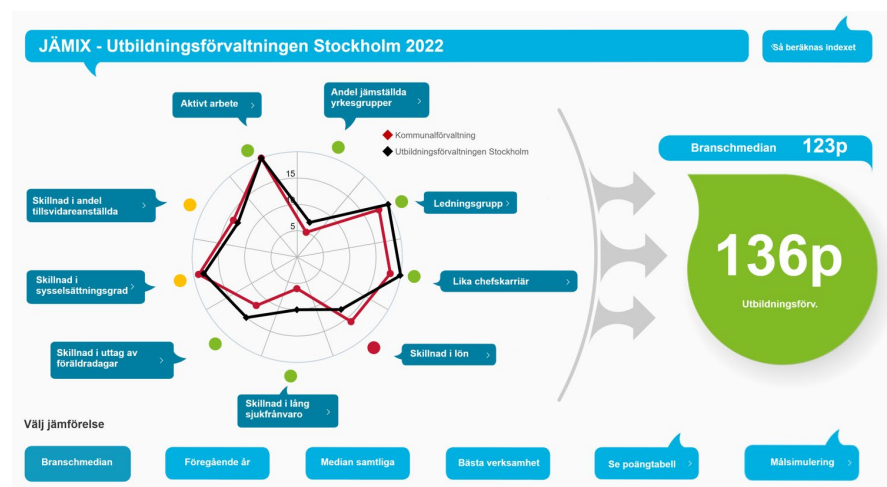 JÄMIX - Utbildningsförvaltningen Stockholm 2022
Så beräknas indexet
Aktivt arbete
Andel jämställda
yrkesgrupper
Kommunalförvaltning
Utbildningsförvaltningen Stockholm
Branschmedian 123p
15
10
5
Skillnad i andel
tillsvidareanställda
Ledningsgrupp
136p
Utbildningsförv.
Skillnad i
sysselsättningsgrad
Lika chefskarriär
Skillnad i uttag av
föräldradagar
Skillnad i lön
Skillnad i lång
sjukfrånvaro
Välj jämförelse
Branschmedian
Föregående år
Median samtliga
Bästa verksamhet
Se poängtabell
Målsimulering